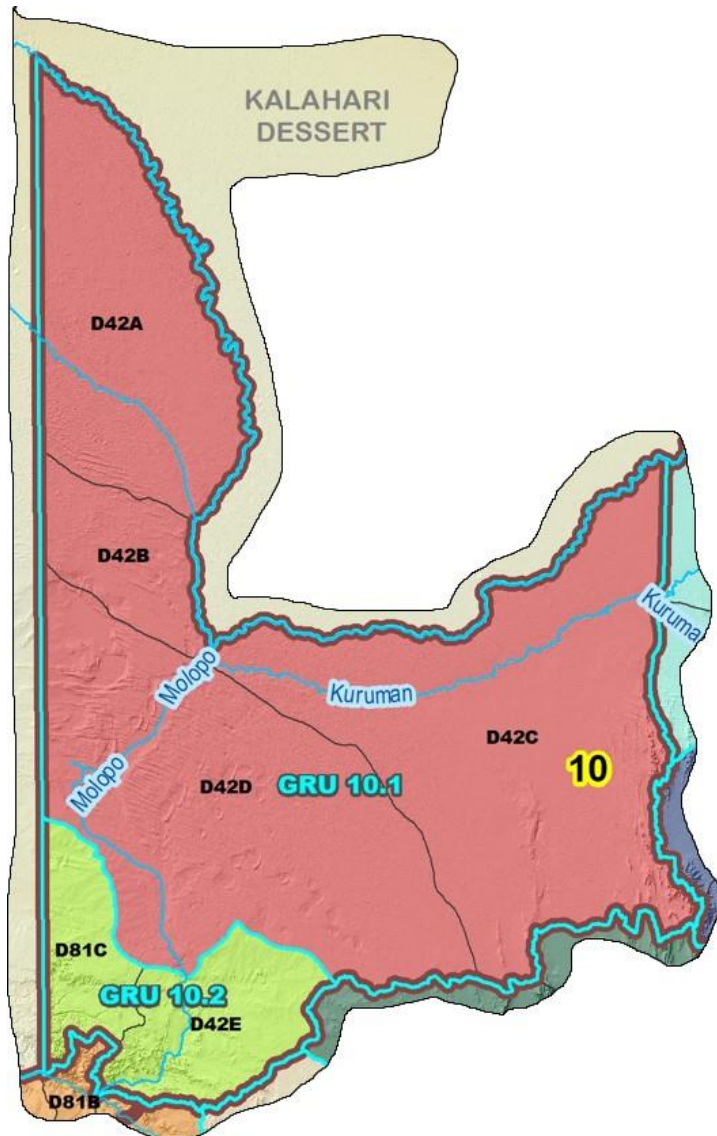 KALAHARI
DESSERT
D42A
D42B
Kuruma
Molopo
Kuruman
D42C
10
Molopo
D42D
GRU 10.1
D81C
GRU 10.2
D42E
D81B